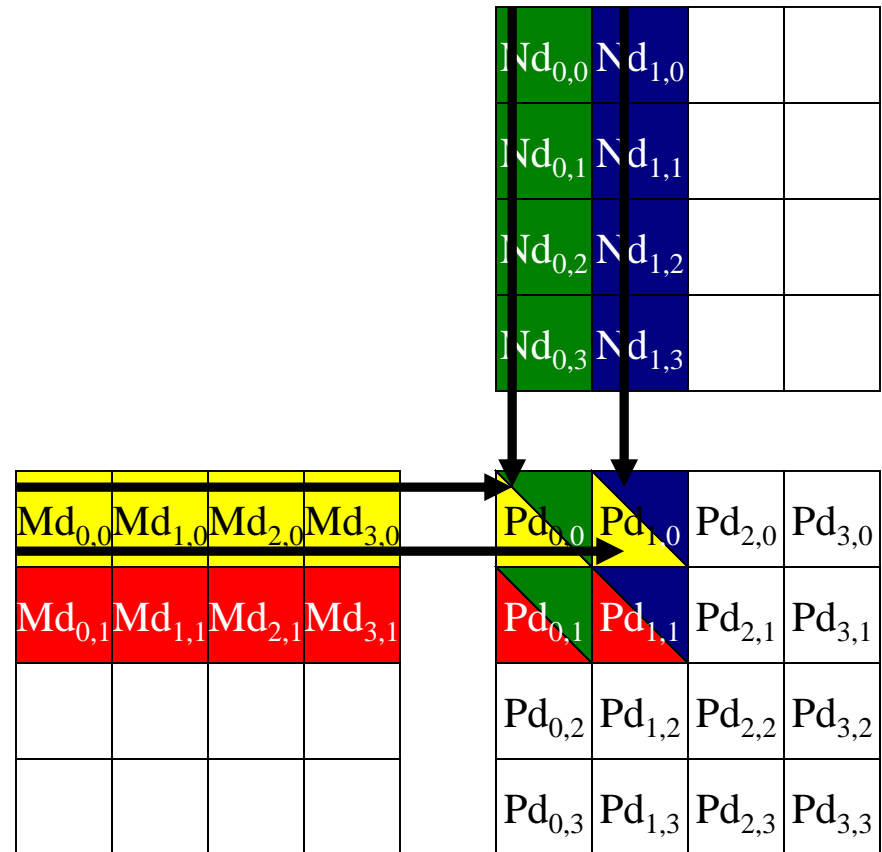 Nd0,0 Nd1,0
Nd0,1 Nd1,1
Nd0,2 Nd1,2
Nd0,3 Nd1,3
Md0,0 Md1,0 Md2,0 Md3,0 Pd0,0 Pd1,0 Pd2,0 Pd3,0
Md0,1 Md1,1 Md2,1 Md3,1 Pd0,1 Pd1,1 Pd2,1 Pd3,1
Pd0,2 Pd1,2 Pd2,2 Pd3,2
Pd0,3 Pd1,3 Pd2,3 Pd3,3